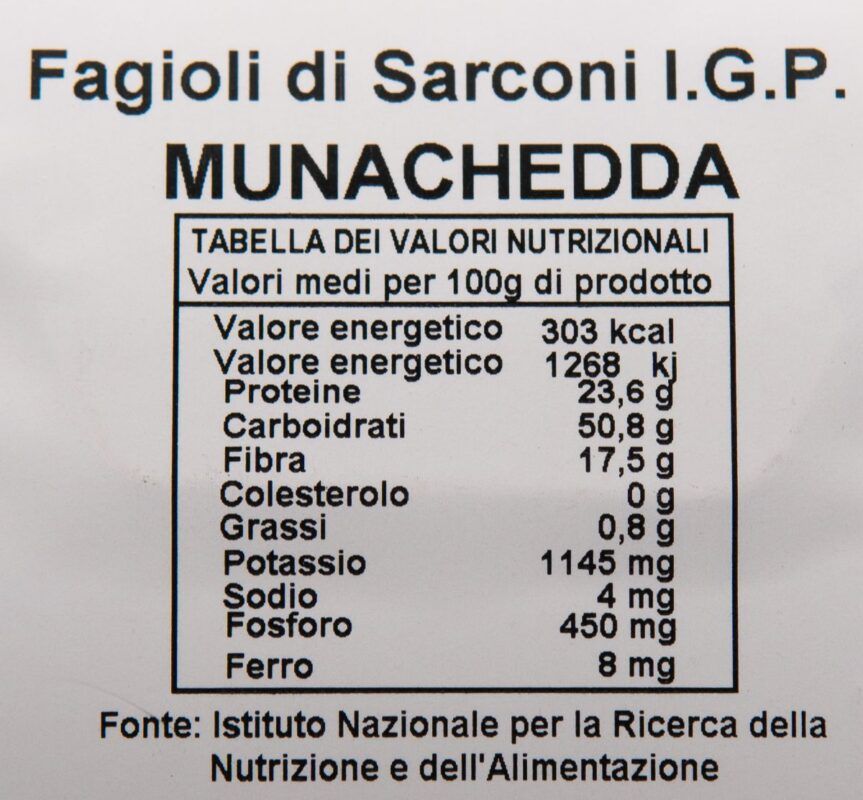 Fagioli di Sarconi I.G.P.
MUNACHEDDA
TABELLA DEI VALORI NUTRIZIONALI
Valori medi per 100g di prodotto
Valore energetico 303 kcal
Valore energetico 1268 kj
Proteine 23,6 g
Carboidrati 50,8 g
Fibra 17,5 g
Colesterolo 0 g
Grassi 0,8 g
Potassio 1145 mg
Sodio 4 mg
Fosforo 450 mg
Ferro 8 mg
Fonte: Istituto Nazionale per la Ricerca della
Nutrizione e dell'Alimentazione